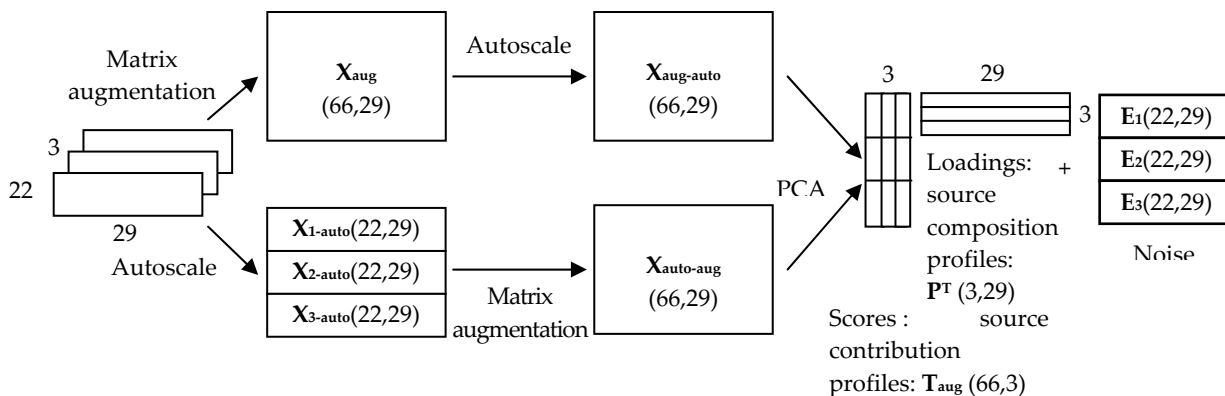 Matrix
augmentation
3
22
29
Autoscale
Xaug
(66,29)
Autoscale
Xaug-auto
(66,29)
X1-auto(22,29)
X2-auto(22,29)
X3-auto(22,29)
Matrix
augmentation
Xauto-aug
(66,29)
PCA
3
29
3
Loadings:
source
composition
profiles:
PT (3,29)
+
E1(22,29)
E2(22,29)
E3(22,29)
Noise
Scores : source
contribution
profiles: Taug (66,3)